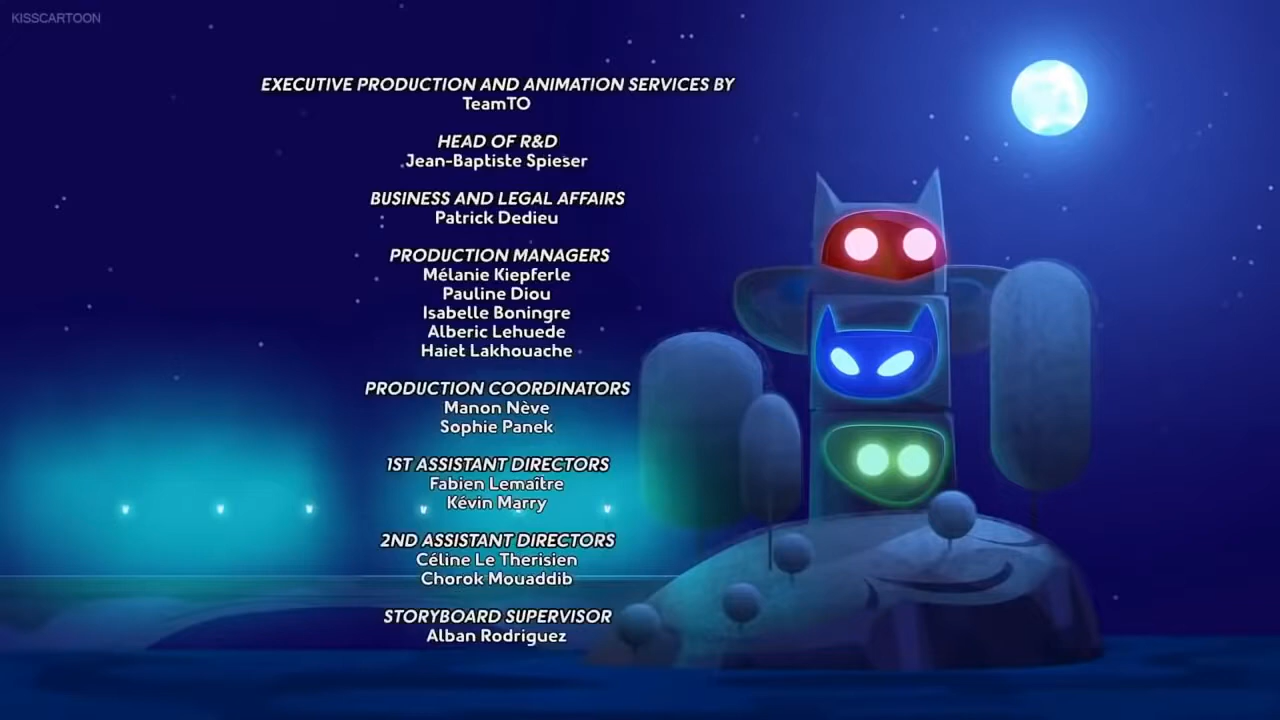 KISSCARTOON
EXECUTIVE PRODUCTION AND ANIMATION SERVICES BY
TeamTO
HEAD OF R&D
Jean-Baptiste Spieser
BUSINESS AND LEGAL AFFAIRS
Patrick Dedieu
PRODUCTION MANAGERS
Mélanie Kiepferle
Pauline Diou
Isabelle Boningre
Alberic Lehuede
Haiet Lakhouache
PRODUCTION COORDINATORS
Manon Nève
Sophie Panek
1ST ASSISTANT DIRECTORS
Fabien Lemaître
Kévin Marry
2ND ASSISTANT DIRECTORS
Céline Le Therisien
Chorok Mouaddib
STORYBOARD SUPERVISOR
Alban Rodriguez